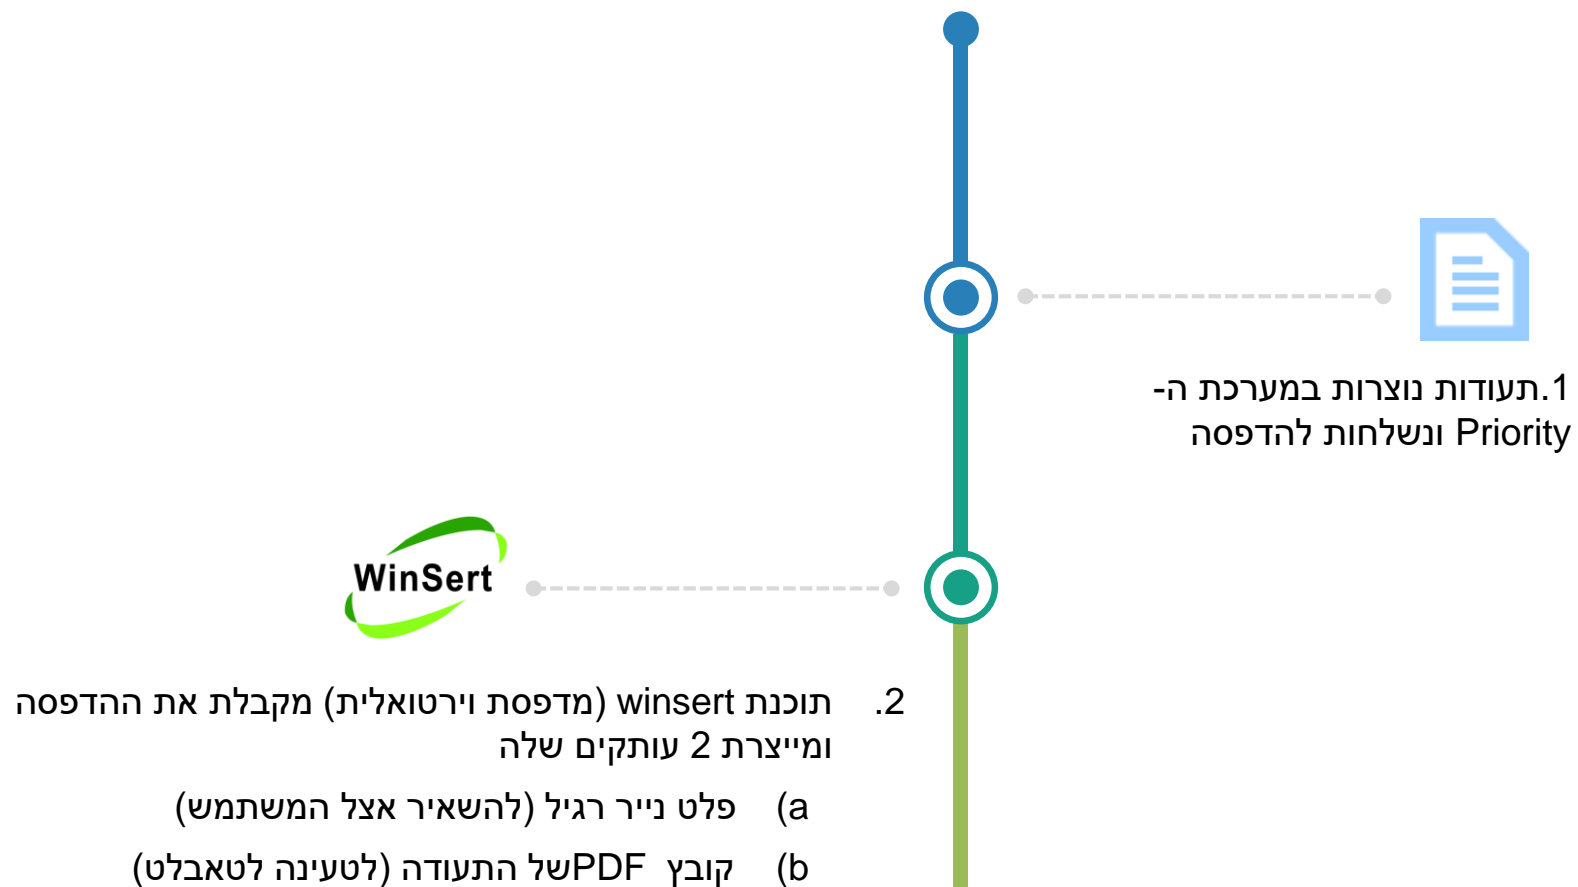 1.תעודות נוצרות במערכת ה-
Priority ונשלחות להדפסה
WinSert
2. תוכנת winsert (מדפסת וירטואלית) מקבלת את ההדפסה
ומייצרת 2 עותקים שלה
a) פלט נייר רגיל (להשאיר אצל המשתמש)
b) קובץ PDFשל התעודה (לטעינה לטאבלט)